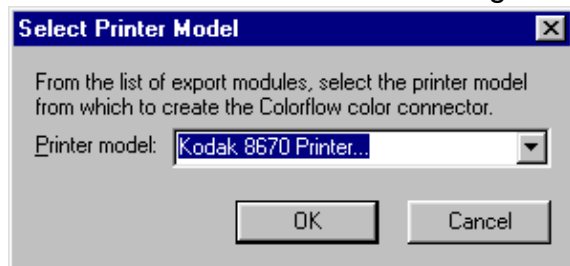 Select Printer Model
From the list of export modules, select the printer model
from which to create the Colorflow color connector.
Printer model: Kodak 8670 Printer...
OK Cancel